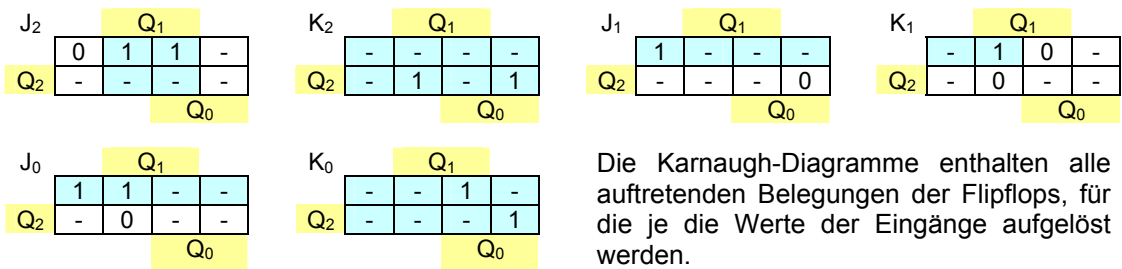 J₂ Q₁ K₂ Q₁ J₁ Q₁ K₁ Q₁
0 1 1 - - - - - 1 - - - - 1 0 -
Q₂ - - - - Q₂ - 1 - 1 Q₂ - - - 0 Q₂ - 0 - -
Q₀ Q₀ Q₀ Q₀
J₀ Q₁ K₀ Q₁
1 1 - - - - 1 -
Q₂ - 0 - - Q₂ - - - 1
Q₀ Q₀
Die Karnaugh-Diagramme enthalten alle
auftretenden Belegungen der Flipflops, für
die je die Werte der Eingänge aufgelöst
werden.